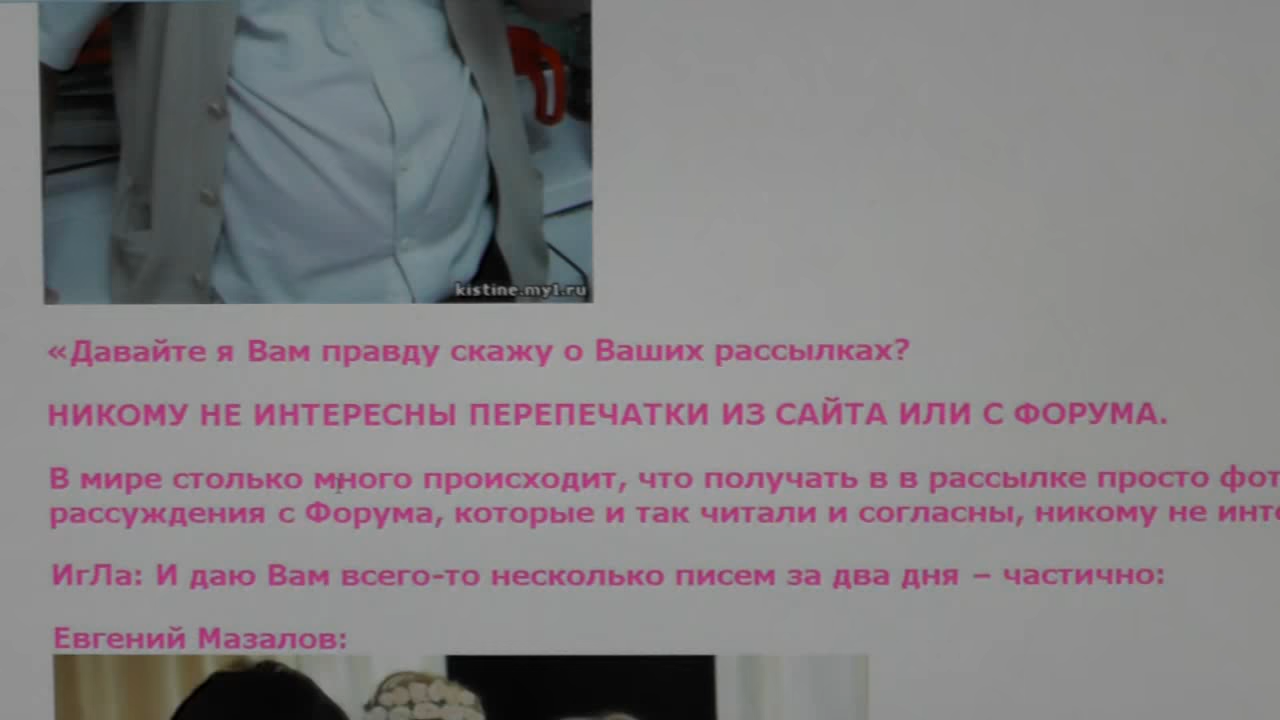 kistine.my1.ru
«Давайте я Вам правду скажу о Ваших рассылках?
НИКОМУ НЕ ИНТЕРЕСНЫ ПЕРЕПЕЧАТКИ ИЗ САЙТА ИЛИ С ФОРУМА.
В мире столько много происходит, что получать в в рассылке просто фот
рассуждения с Форума, которые и так читали и согласны, никому не инте
ИгЛа: И даю Вам всего-то несколько писем за два дня – частично:
Евгений Мазалов: